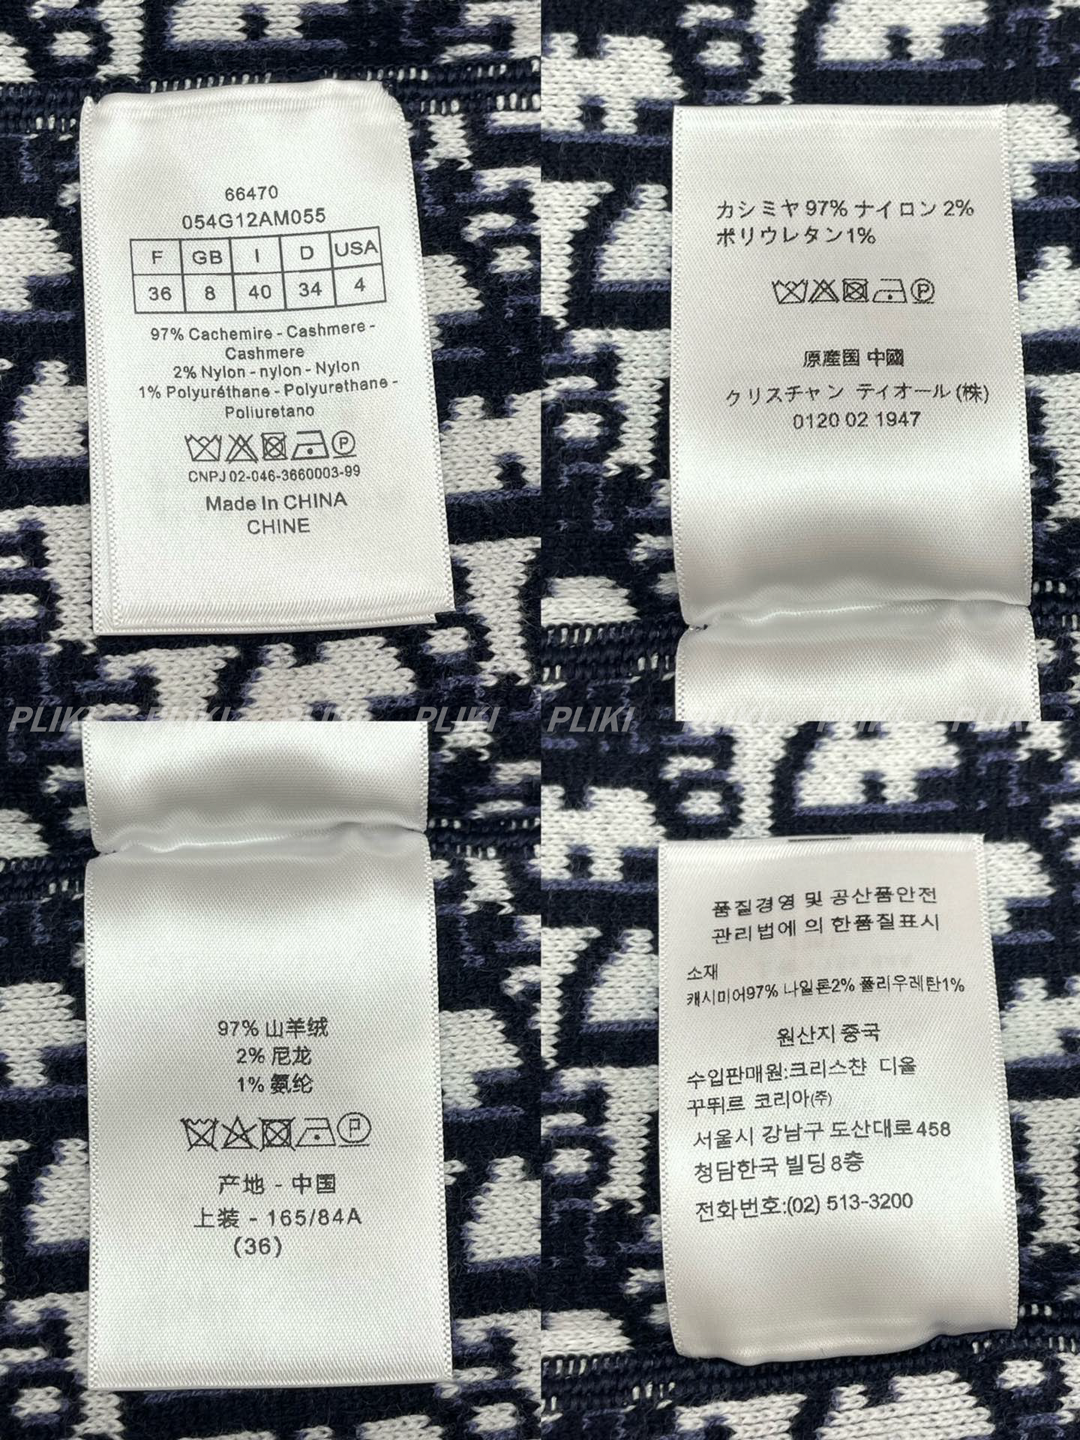 66470
054G12AM055
F GB I D USA
36 8 40 34 4
97% Cachemire - Cashmere -
Cashmere
2% Nylon - nylon - Nylon
1% Polyuréthane - Polyurethane -
Poliuretano
CNPJ 02-046-3660003-99
Made In CHINA
CHINE
カシミヤ 97% ナイロン 2%
ポリウレタン1%
原産国 中國
クリスチャン ティオール (株)
0120 02 1947
PLIKI PLIKI PLIKI PLIKI PLIKI PLIKI PLIKI PLIKI
97% 山羊绒
2% 尼龙
1% 氨纶
产地 - 中国
上装 - 165/84A
(36)
품질경영 및 공산품안전
관리법에 의 한품질표시
소재
캐시미어97% 나일론2% 폴리우레탄1%
원산지 중국
수입판매원:크리스챤 디올
꾸뛰르 코리아(주)
서울시 강남구 도산대로458
청담한국 빌딩 8층
전화번호:(02) 513-3200